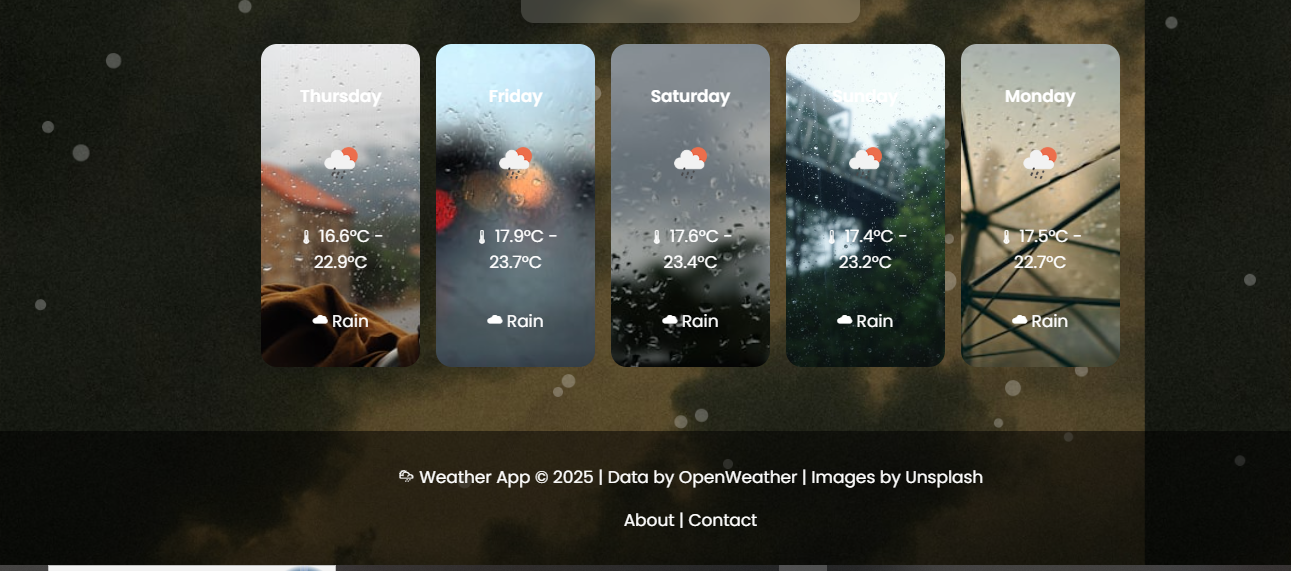 Thursday
Friday
Saturday
Sunday
Monday
16.6°C -
22.9°C
17.9°C -
23.7°C
17.6°C -
23.4°C
17.4°C -
23.2°C
17.5°C -
22.7°C
Rain
Rain
Rain
Rain
Rain
Weather App © 2025 | Data by OpenWeather | Images by Unsplash
About | Contact